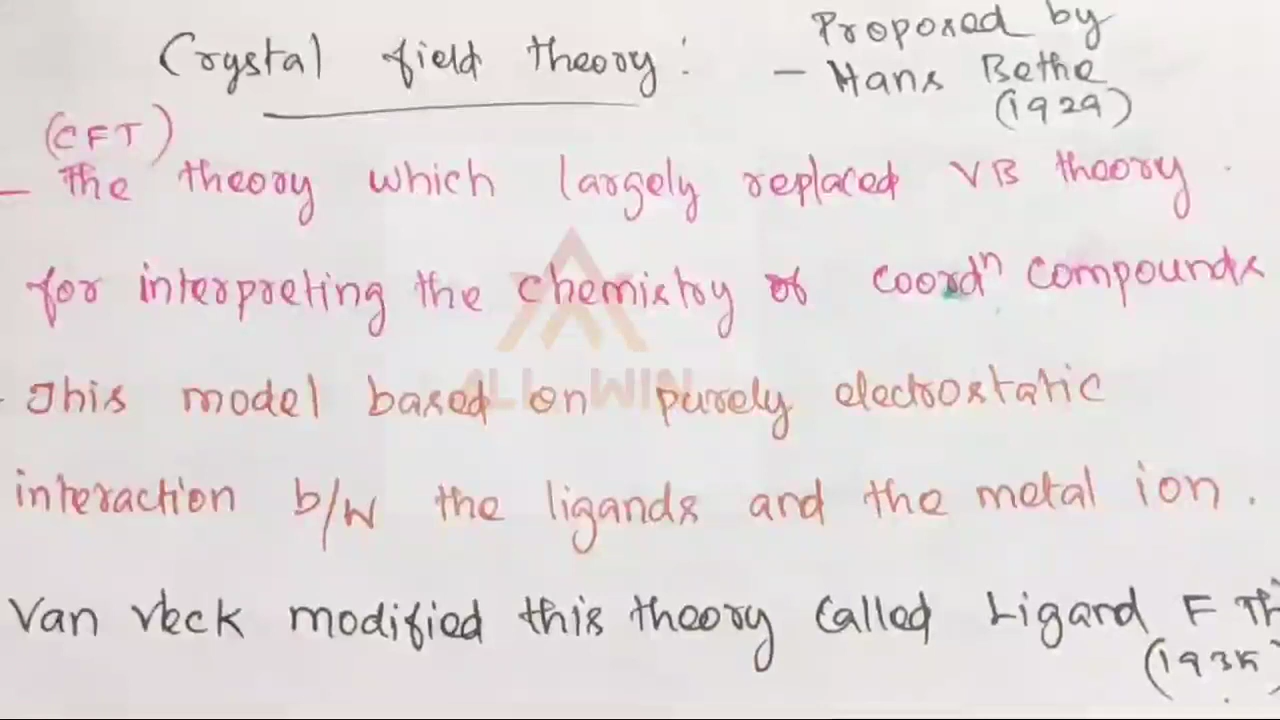 Crystal field theory :
Proposed by
- Hans Bethe
(1929)
(CFT)
- The theory which largely replaced VB theory
for interpreting the chemistry of coordⁿ compounds
- This model based on purely electrostatic
interaction b/w the ligands and the metal ion.
Van vleck modified this theory called Ligand F Th
(1935